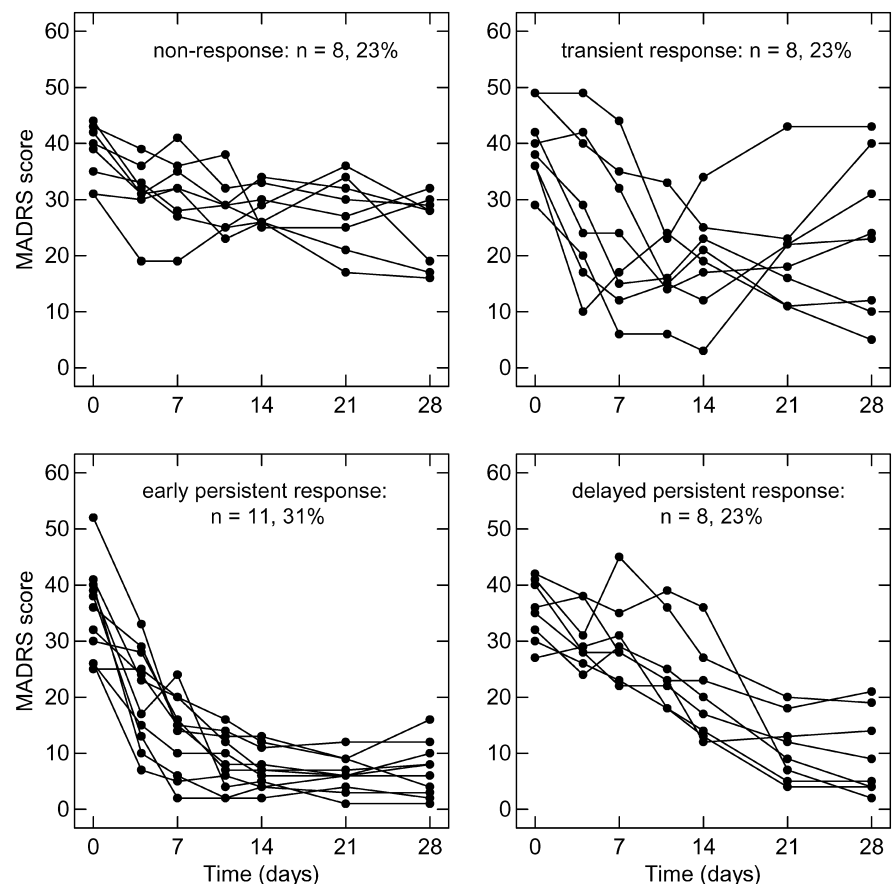 non-response: n = 8, 23%
60
50
40
30
20
10
0
MADRS score
0 7 14 21 28
transient response: n = 8, 23%
60
50
40
30
20
10
0
0 7 14 21 28
early persistent response:
n = 11, 31%
60
50
40
30
20
10
0
MADRS score
0 7 14 21 28
Time (days)
delayed persistent response:
n = 8, 23%
60
50
40
30
20
10
0
0 7 14 21 28
Time (days)